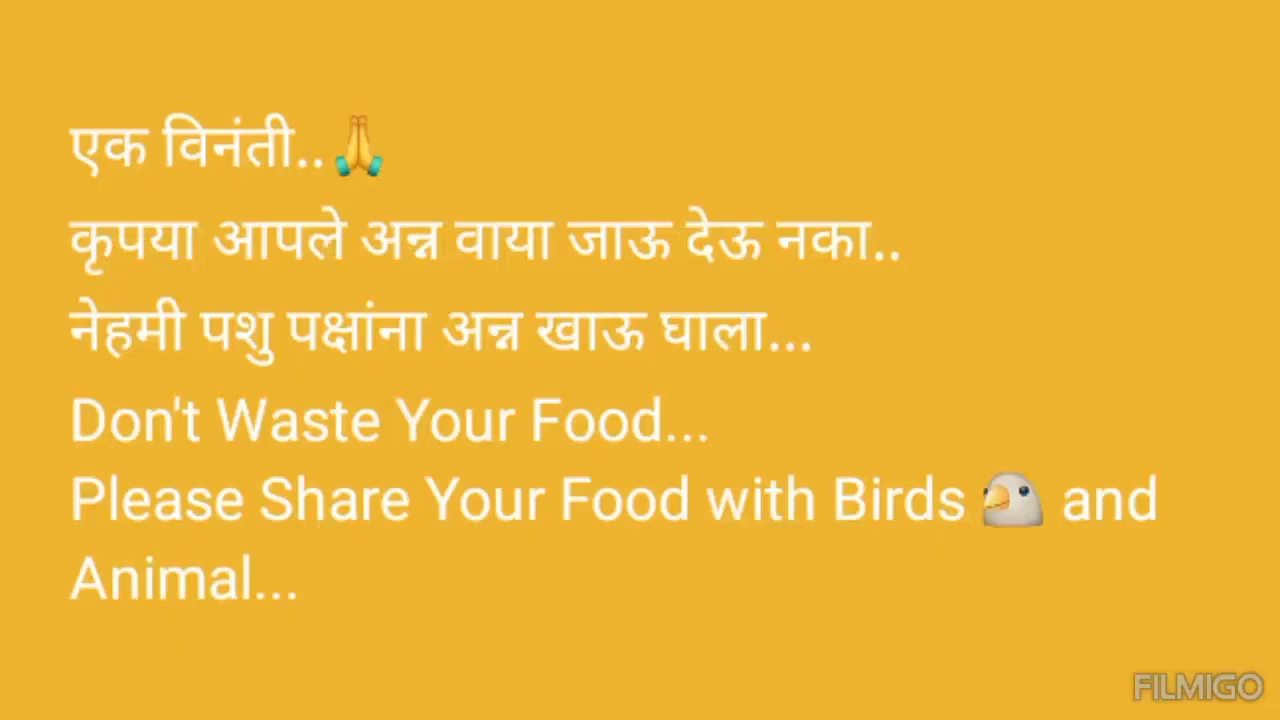 एक विनंती..🙏
कृपया आपले अन्न वाया जाऊ देऊ नका..
नेहमी पशु पक्षांना अन्न खाऊ घाला...
Don't Waste Your Food...
Please Share Your Food with Birds 🐦 and
Animal...
FILMIGO